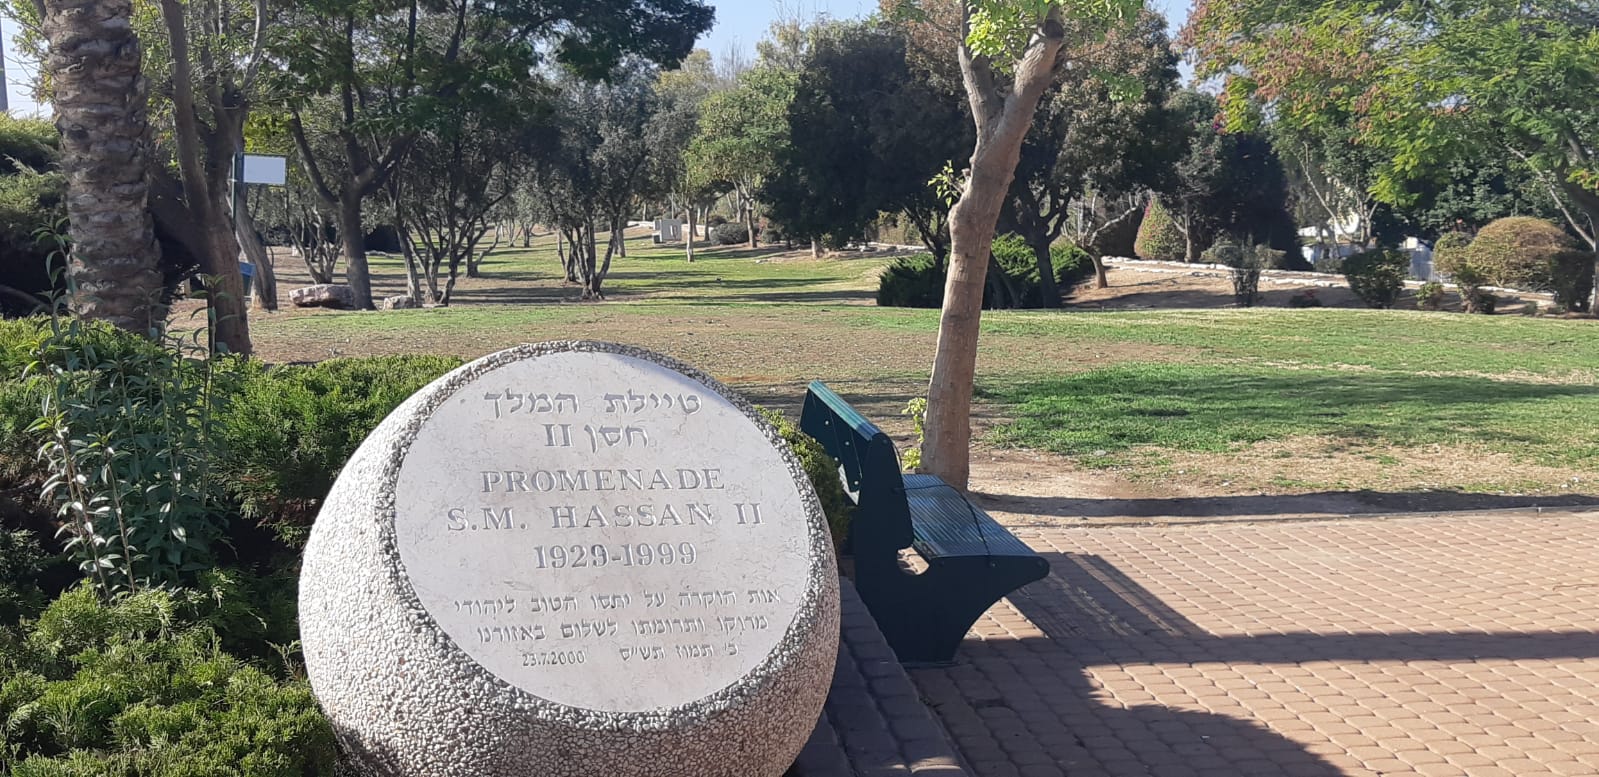 טיילת המלך
חסן II
PROMENADE
S.M. HASSAN II
1929-1999
אות הוקרה על יחסו הטוב ליהודי
מרוקו ותרומתו לשלום באזורנו
כ' תמוז תש"ס 23.7.2000